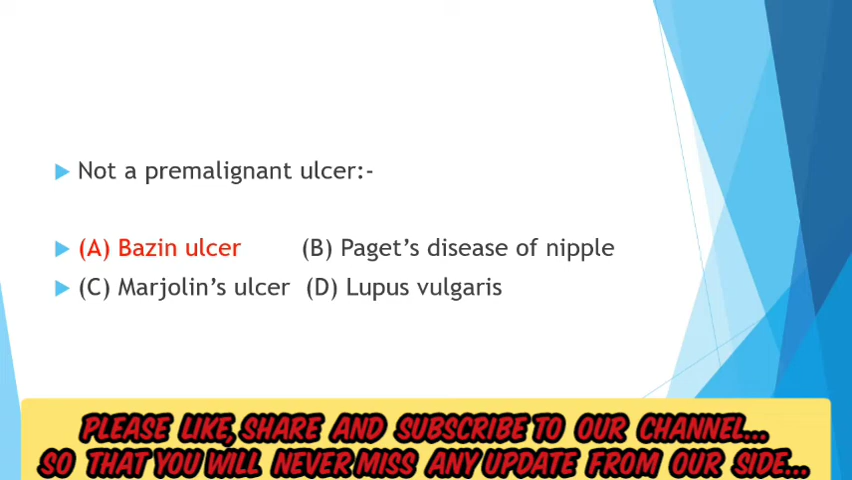 Not a premalignant ulcer:-
(A) Bazin ulcer (B) Paget’s disease of nipple
(C) Marjolin’s ulcer (D) Lupus vulgaris
PLEASE LIKE, SHARE AND SUBSCRIBE TO OUR CHANNEL...
SO THAT YOU WILL NEVER MISS ANY UPDATE FROM OUR SIDE...